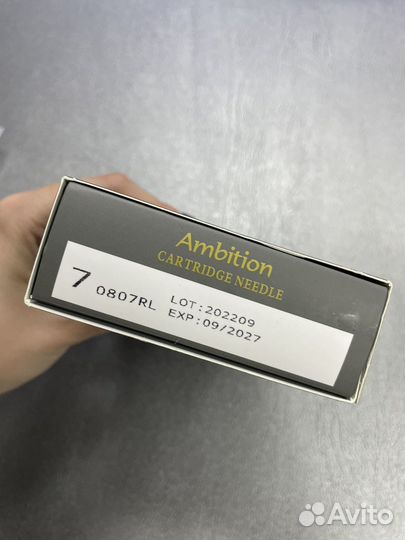 Ambition
CARTRIDGE NEEDLE
7 0807RL LOT:202209
EXP:09/2027
Avito